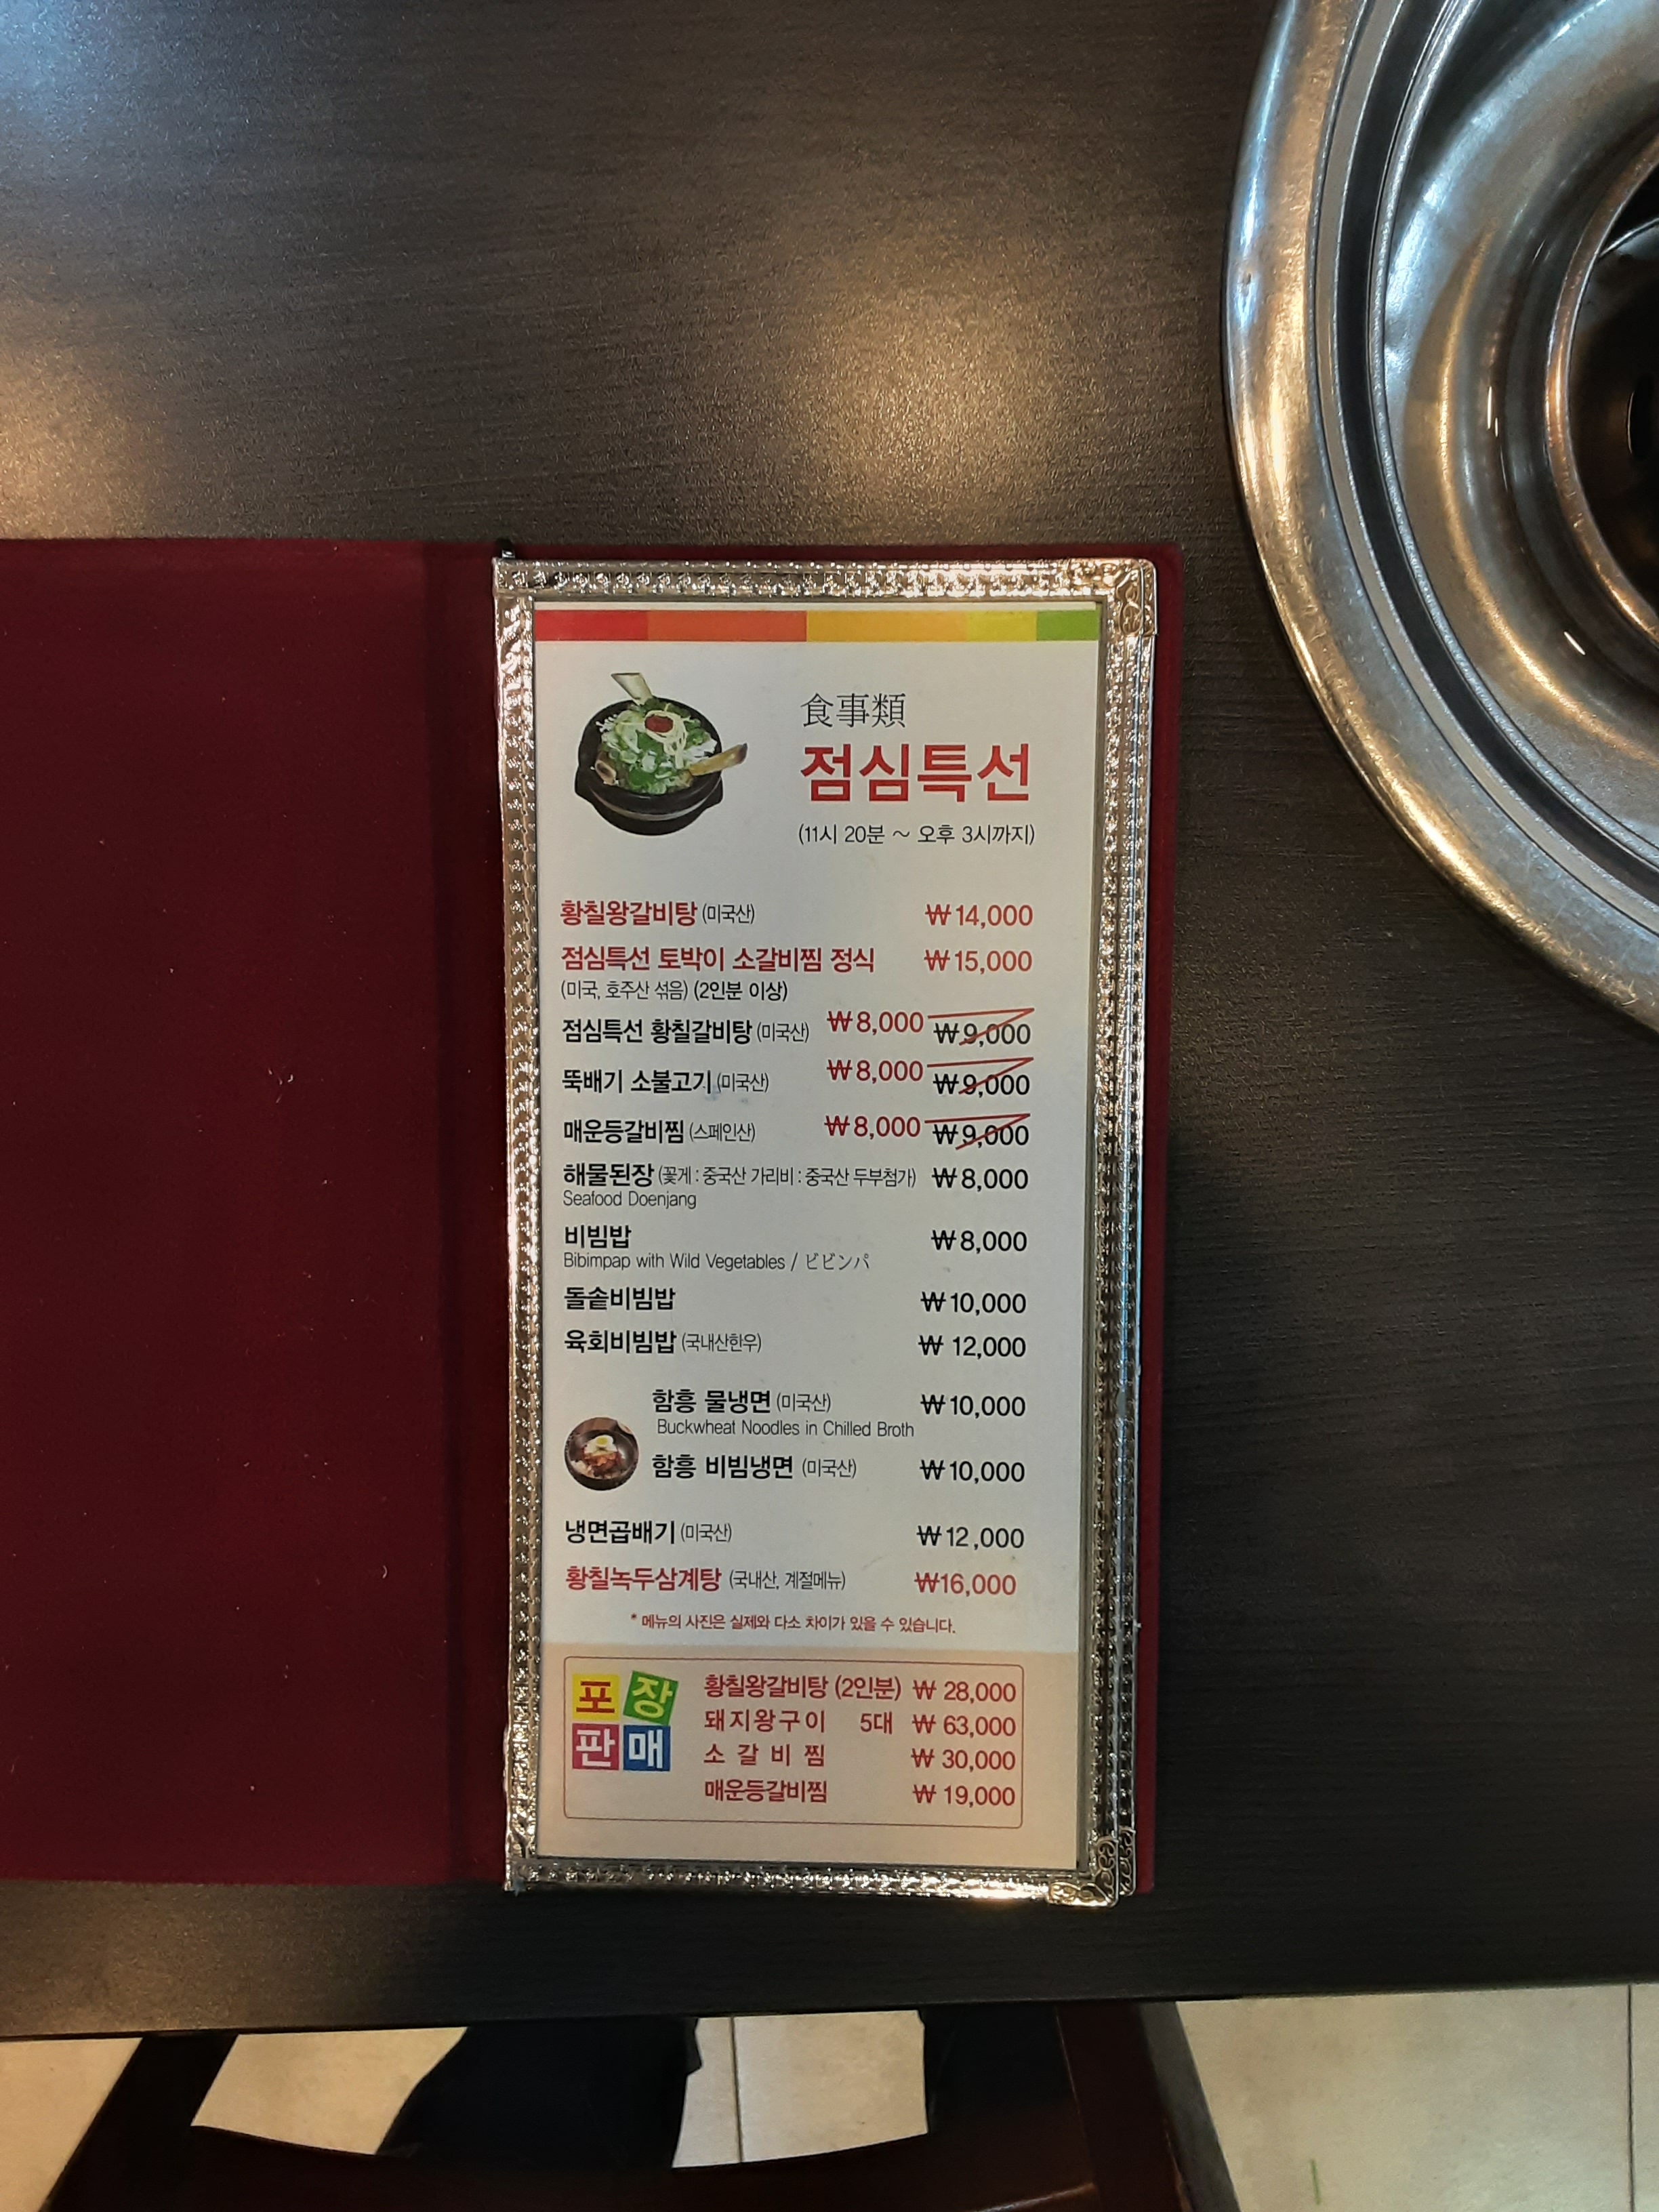 食事類
점심특선
(11시 20분 ~ 오후 3시까지)
황칠왕갈비탕 (미국산) ₩14,000
점심특선 토박이 소갈비찜 정식 ₩15,000
(미국, 호주산 섞음) (2인분 이상)
점심특선 황칠갈비탕 (미국산) ₩8,000 ₩9,000
뚝배기 소불고기 (미국산) ₩8,000 ₩9,000
매운등갈비찜 (스페인산) ₩8,000 ₩9,000
해물된장 (꽃게 : 중국산 가리비 : 중국산 두부첨가) ₩8,000
Seafood Doenjang
비빔밥 ₩8,000
Bibimpap with Wild Vegetables / ビビンパ
돌솥비빔밥 ₩10,000
육회비빔밥 (국내산한우) ₩ 12,000
함흥 물냉면 (미국산) ₩10,000
Buckwheat Noodles in Chilled Broth
함흥 비빔냉면 (미국산) ₩10,000
냉면곱배기 (미국산) ₩12,000
황칠녹두삼계탕 (국내산, 계절메뉴) ₩16,000
* 메뉴의 사진은 실제와 다소 차이가 있을 수 있습니다.
포장
판매
황칠왕갈비탕 (2인분) ₩ 28,000
돼지왕구이 5대 ₩ 63,000
소 갈 비 찜 ₩ 30,000
매운등갈비찜 ₩ 19,000